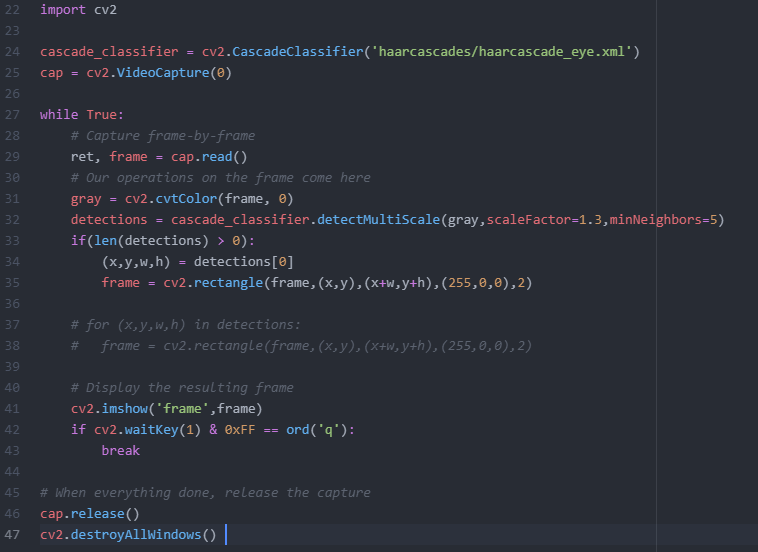 22 import cv2
23
24 cascade_classifier = cv2.CascadeClassifier('haarcascades/haarcascade_eye.xml')
25 cap = cv2.VideoCapture(0)
26
27 while True:
28     # Capture frame-by-frame
29     ret, frame = cap.read()
30     # Our operations on the frame come here
31     gray = cv2.cvtColor(frame, 0)
32     detections = cascade_classifier.detectMultiScale(gray,scaleFactor=1.3,minNeighbors=5)
33     if(len(detections) > 0):
34         (x,y,w,h) = detections[0]
35         frame = cv2.rectangle(frame,(x,y),(x+w,y+h),(255,0,0),2)
36
37     # for (x,y,w,h) in detections:
38     #   frame = cv2.rectangle(frame,(x,y),(x+w,y+h),(255,0,0),2)
39
40     # Display the resulting frame
41     cv2.imshow('frame',frame)
42     if cv2.waitKey(1) & 0xFF == ord('q'):
43         break
44
45 # When everything done, release the capture
46 cap.release()
47 cv2.destroyAllWindows()